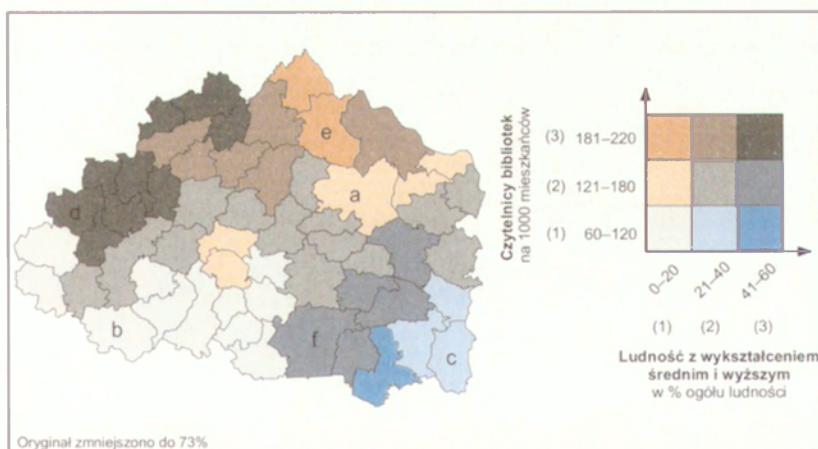 e
a
d
b
f
c
Oryginał zmniejszono do 73%
Czytelnicy bibliotek
na 1000 mieszkańców
(3) 181–220
(2) 121–180
(1) 60–120
0–20 21–40 41–60
(1) (2) (3)
Ludność z wykształceniem
średnim i wyższym
w % ogółu ludności